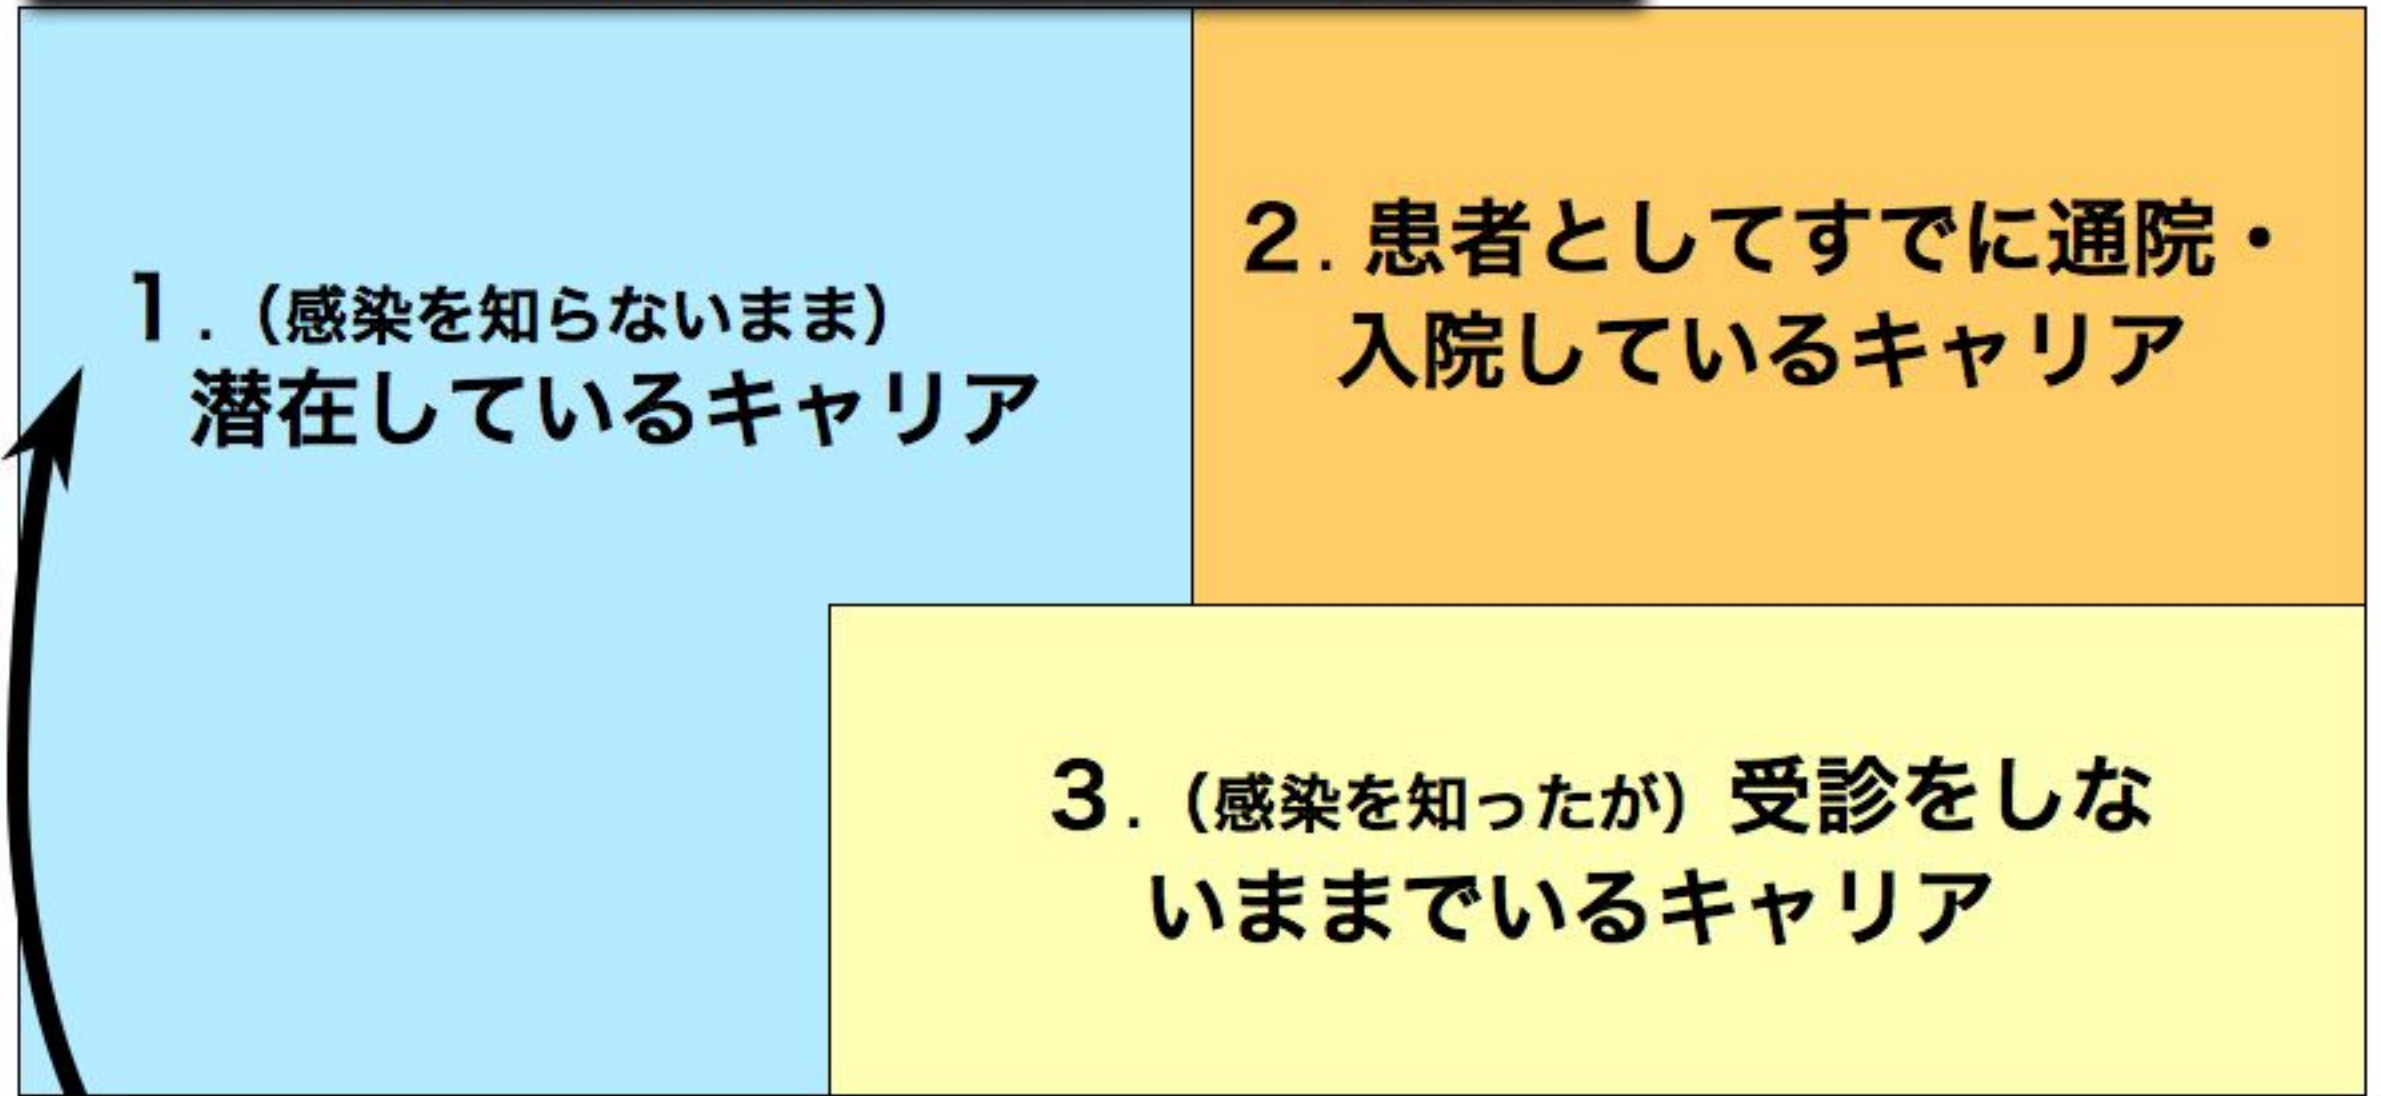 １.（感染を知らないまま）
潜在しているキャリア
２. 患者としてすでに通院・
入院しているキャリア
３.（感染を知ったが）受診をしな
いままでいるキャリア